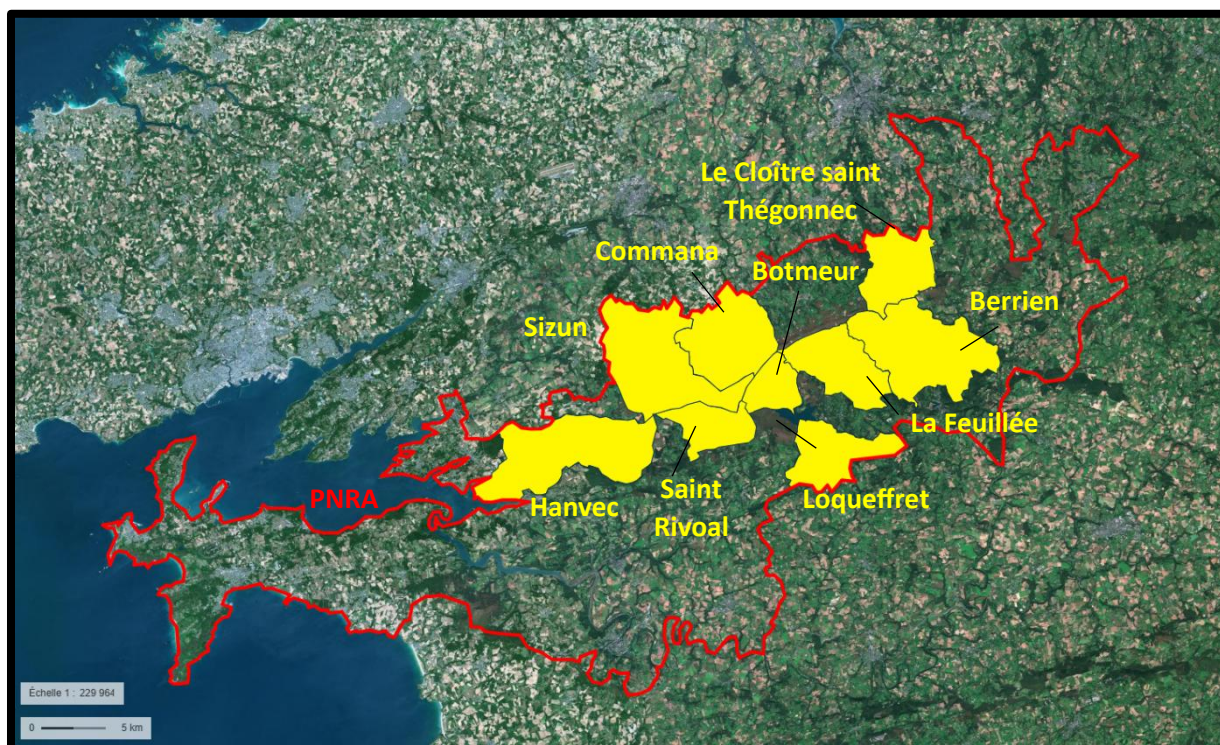 Le Cloître saint
Thégonnec
Commana
Botmeur
Sizun
Berrien
La Feuillée
PNRA
Hanvec
Saint
Rivoal
Loqueffret
Échelle 1 : 229 964
0 5 km